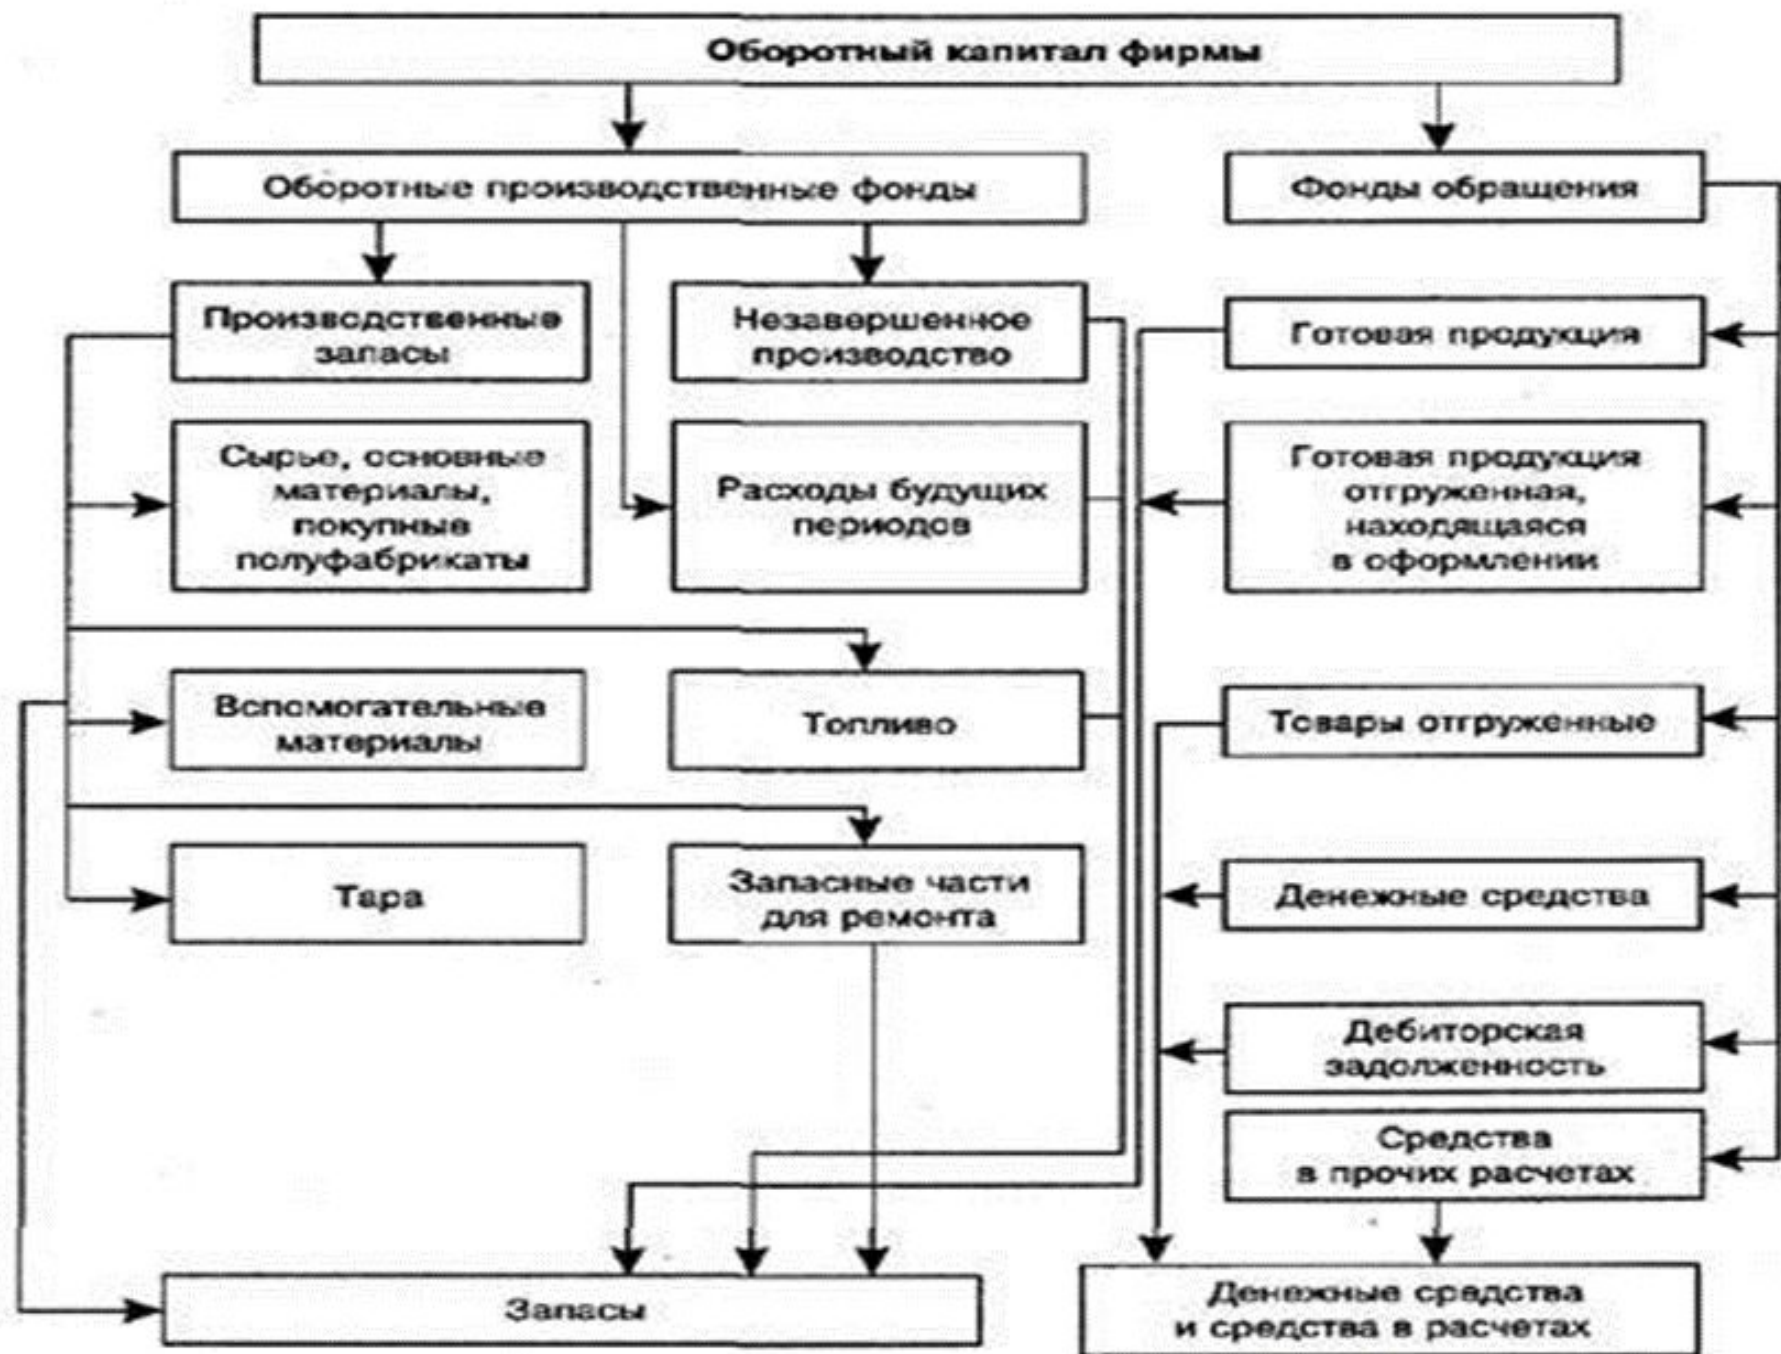 Оборотный капитал фирмы
Оборотные производственные фонды
Фонды обращения
Производственные
запасы
Незавершенное
производство
Готовая продукция
Сырье, основные
материалы,
покупные
полуфабрикаты
Расходы будущих
периодов
Готовая продукция
отгруженная,
находящаяся
в оформлении
Вспомогательные
материалы
Топливо
Товары отгруженные
Тара
Запасные части
для ремонта
Денежные средства
Дебиторская
задолженность
Средства
в прочих расчетах
Запасы
Денежные средства
и средства в расчетах